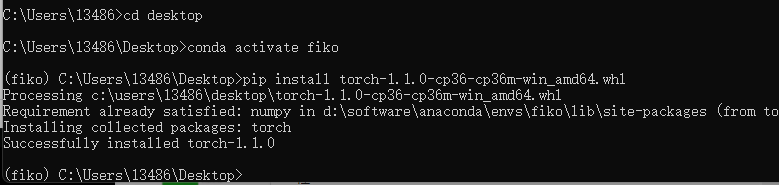 C:\Users\13486>cd desktop
C:\Users\13486\Desktop>conda activate fiko
(fiko) C:\Users\13486\Desktop>pip install torch-1.1.0-cp36-cp36m-win_amd64.whl
Processing c:\users\13486\desktop\torch-1.1.0-cp36-cp36m-win_amd64.whl
Requirement already satisfied: numpy in d:\software\anaconda\envs\fiko\lib\site-packages (from to
Installing collected packages: torch
Successfully installed torch-1.1.0
(fiko) C:\Users\13486\Desktop>